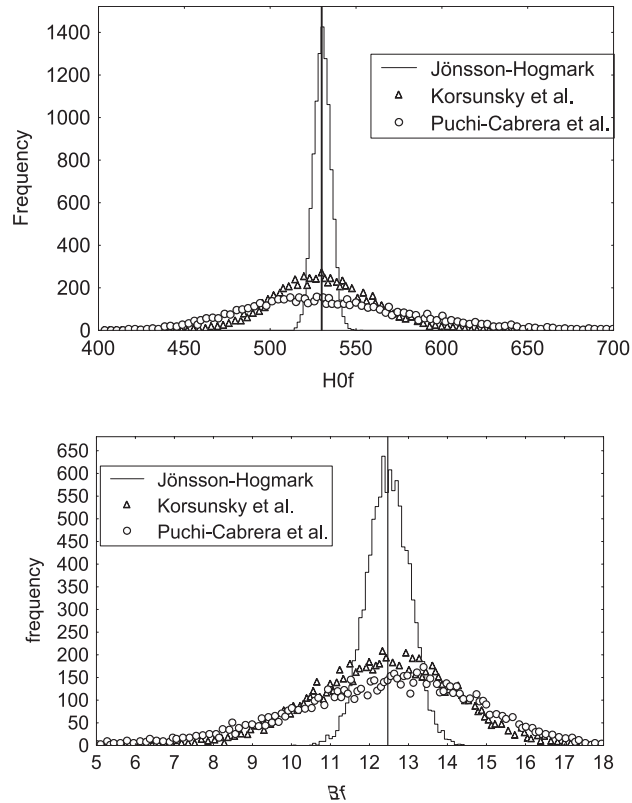 1400
1200
1000
800
600
400
200
0
Frequency
Jönsson-Hogmark
Korsunsky et al.
Puchi-Cabrera et al.
400 450 500 550 600 650 700
H0f
650
600
550
500
450
400
350
300
250
200
150
100
50
0
frequency
Jönsson-Hogmark
Korsunsky et al.
Puchi-Cabrera et al.
5 6 7 8 9 10 11 12 13 14 15 16 17 18
Bf